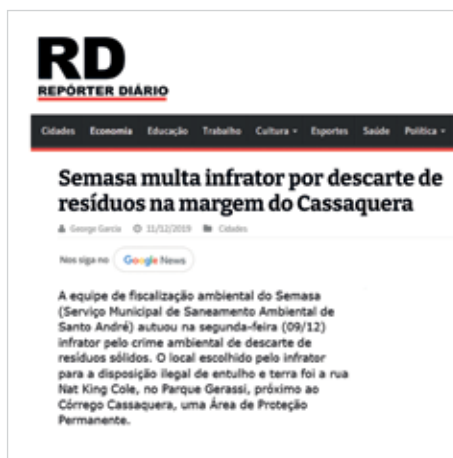 RD
REPÓRTER DIÁRIO
Cidades Economia Educação Trabalho Cultura Esportes Saúde Política
Semasa multa infrator por descarte de
resíduos na margem do Cassaquera
George Garcia 11/12/2019 Cidades
Nos siga no Google News
A equipe de fiscalização ambiental do Semasa
(Serviço Municipal de Saneamento Ambiental de
Santo André) autuou na segunda-feira (09/12)
infrator pelo crime ambiental de descarte de
resíduos sólidos. O local escolhido pelo infrator
para a disposição ilegal de entulho e terra foi a rua
Nat King Cole, no Parque Gerassi, próximo ao
Córrego Cassaquera, uma Área de Proteção
Permanente.